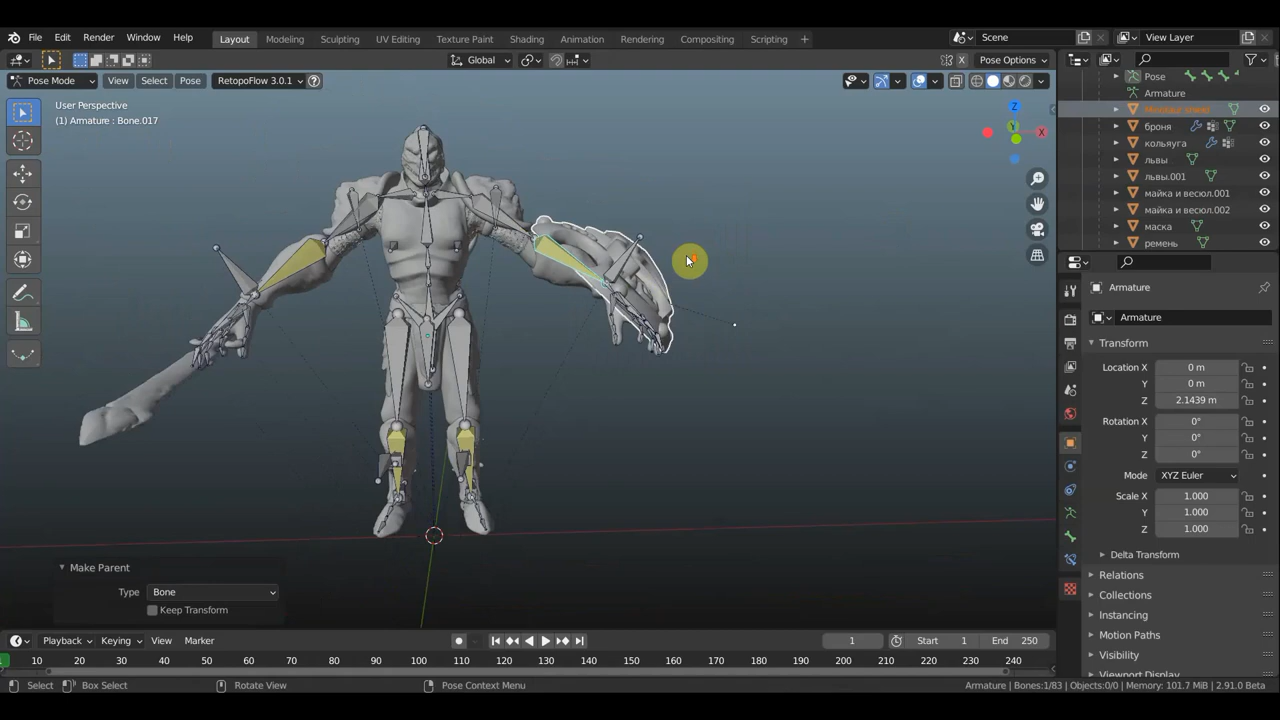 File Edit Render Window Help Layout Modeling Sculpting UV Editing Texture Paint Shading Animation Rendering Compositing Scripting + Scene View Layer
Global Pose Options
Pose Mode View Select Pose RetopoFlow 3.0.1
User Perspective
(1) Armature : Bone.017
Pose
Armature
броня
кольяуга
львы
львы.001
майка и весюл.001
майка и весюл.002
маска
ремень
Armature
Armature
Transform
Location X 0 m
Y 0 m
Z 2.1439 m
Rotation X 0°
Y 0°
Z 0°
Mode XYZ Euler
Scale X 1.000
Y 1.000
Z 1.000
Delta Transform
Relations
Collections
Instancing
Motion Paths
Visibility
Viewport Display
Make Parent
Type Bone
Keep Transform
Playback Keying View Marker 1 Start 1 End 250
10 20 30 40 50 60 70 80 90 100 110 120 130 140 150 160 170 180 190 200 210 220 230 240
Select Box Select Rotate View Pose Context Menu Armature | Bones:1/83 | Objects:0/0 | Memory: 101.7 MiB | 2.91.0 Beta